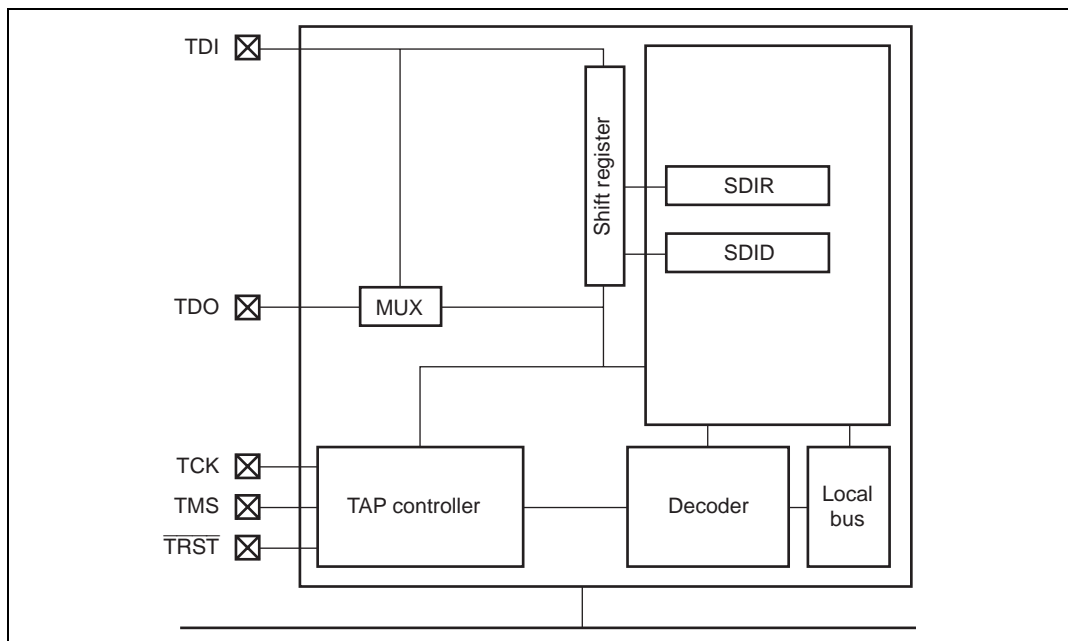 TDI
Shift register
SDIR
SDID
TDO
MUX
TCK
TMS
TRST
TAP controller
Decoder
Local
bus